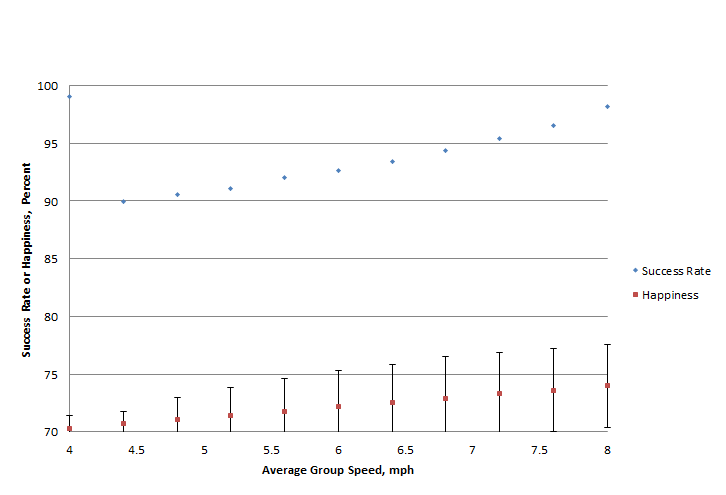 100
95
90
85
80
75
70
Success Rate or Happiness, Percent
4 4.5 5 5.5 6 6.5 7 7.5 8
Average Group Speed, mph
Success Rate
Happiness